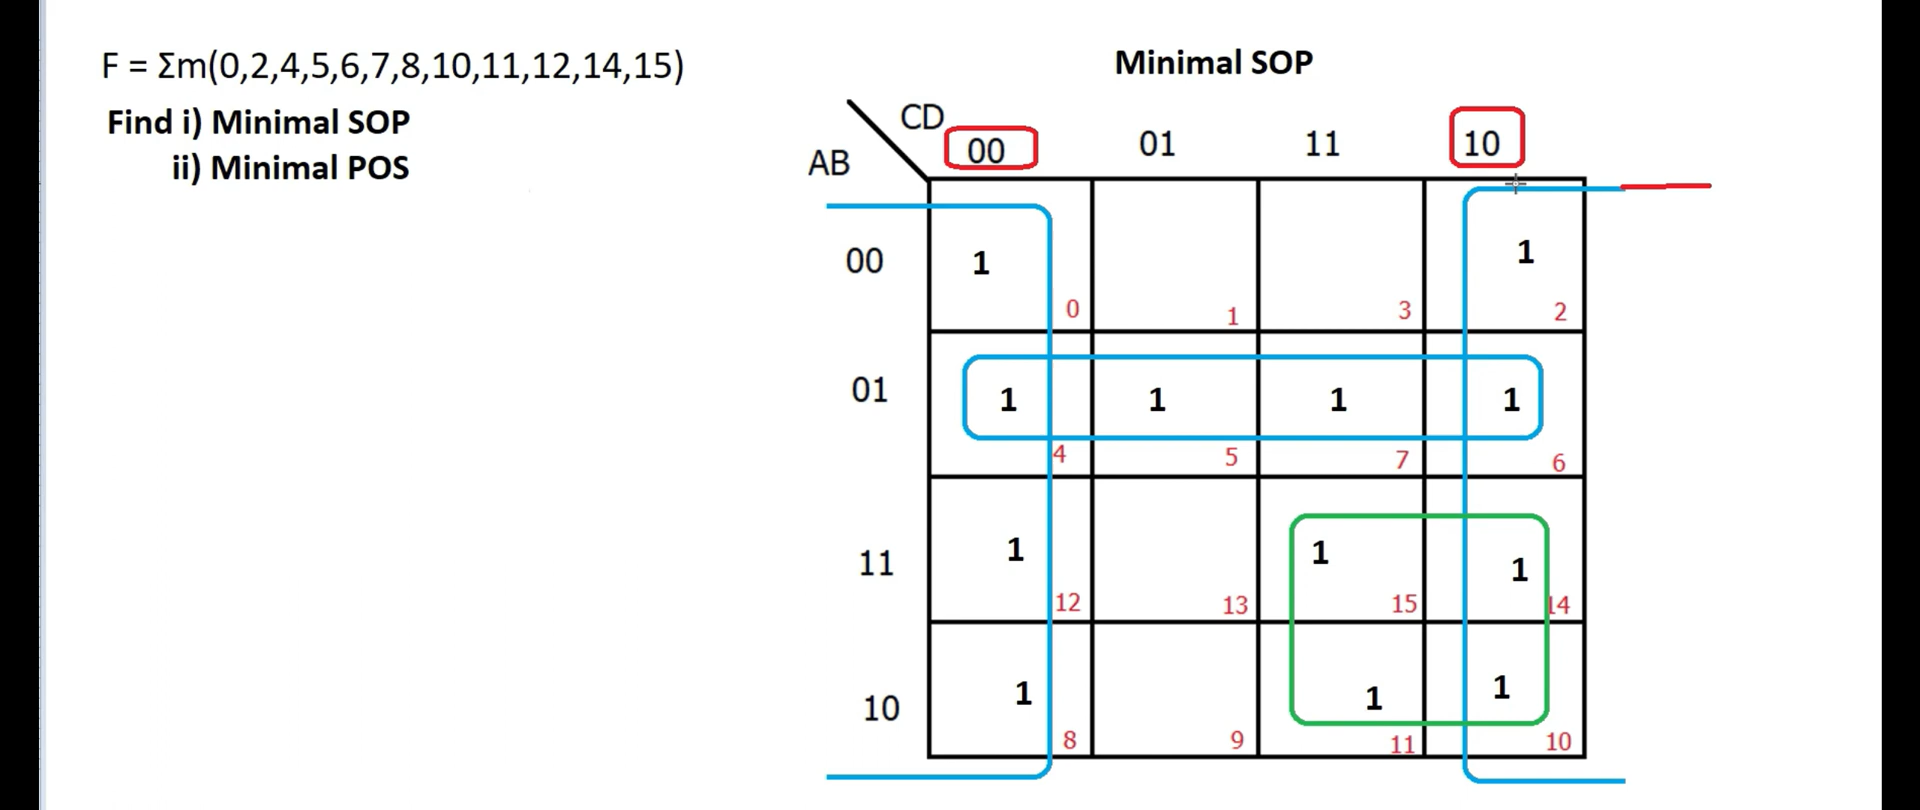 F = Σm(0,2,4,5,6,7,8,10,11,12,14,15)
Find i) Minimal SOP
ii) Minimal POS
Minimal SOP
CD
AB
00 01 11 10
00 1 0 1 3 1 2
01 1 4 1 5 1 7 1 6
11 1 12 13 1 15 1 14
10 1 8 9 1 11 1 10